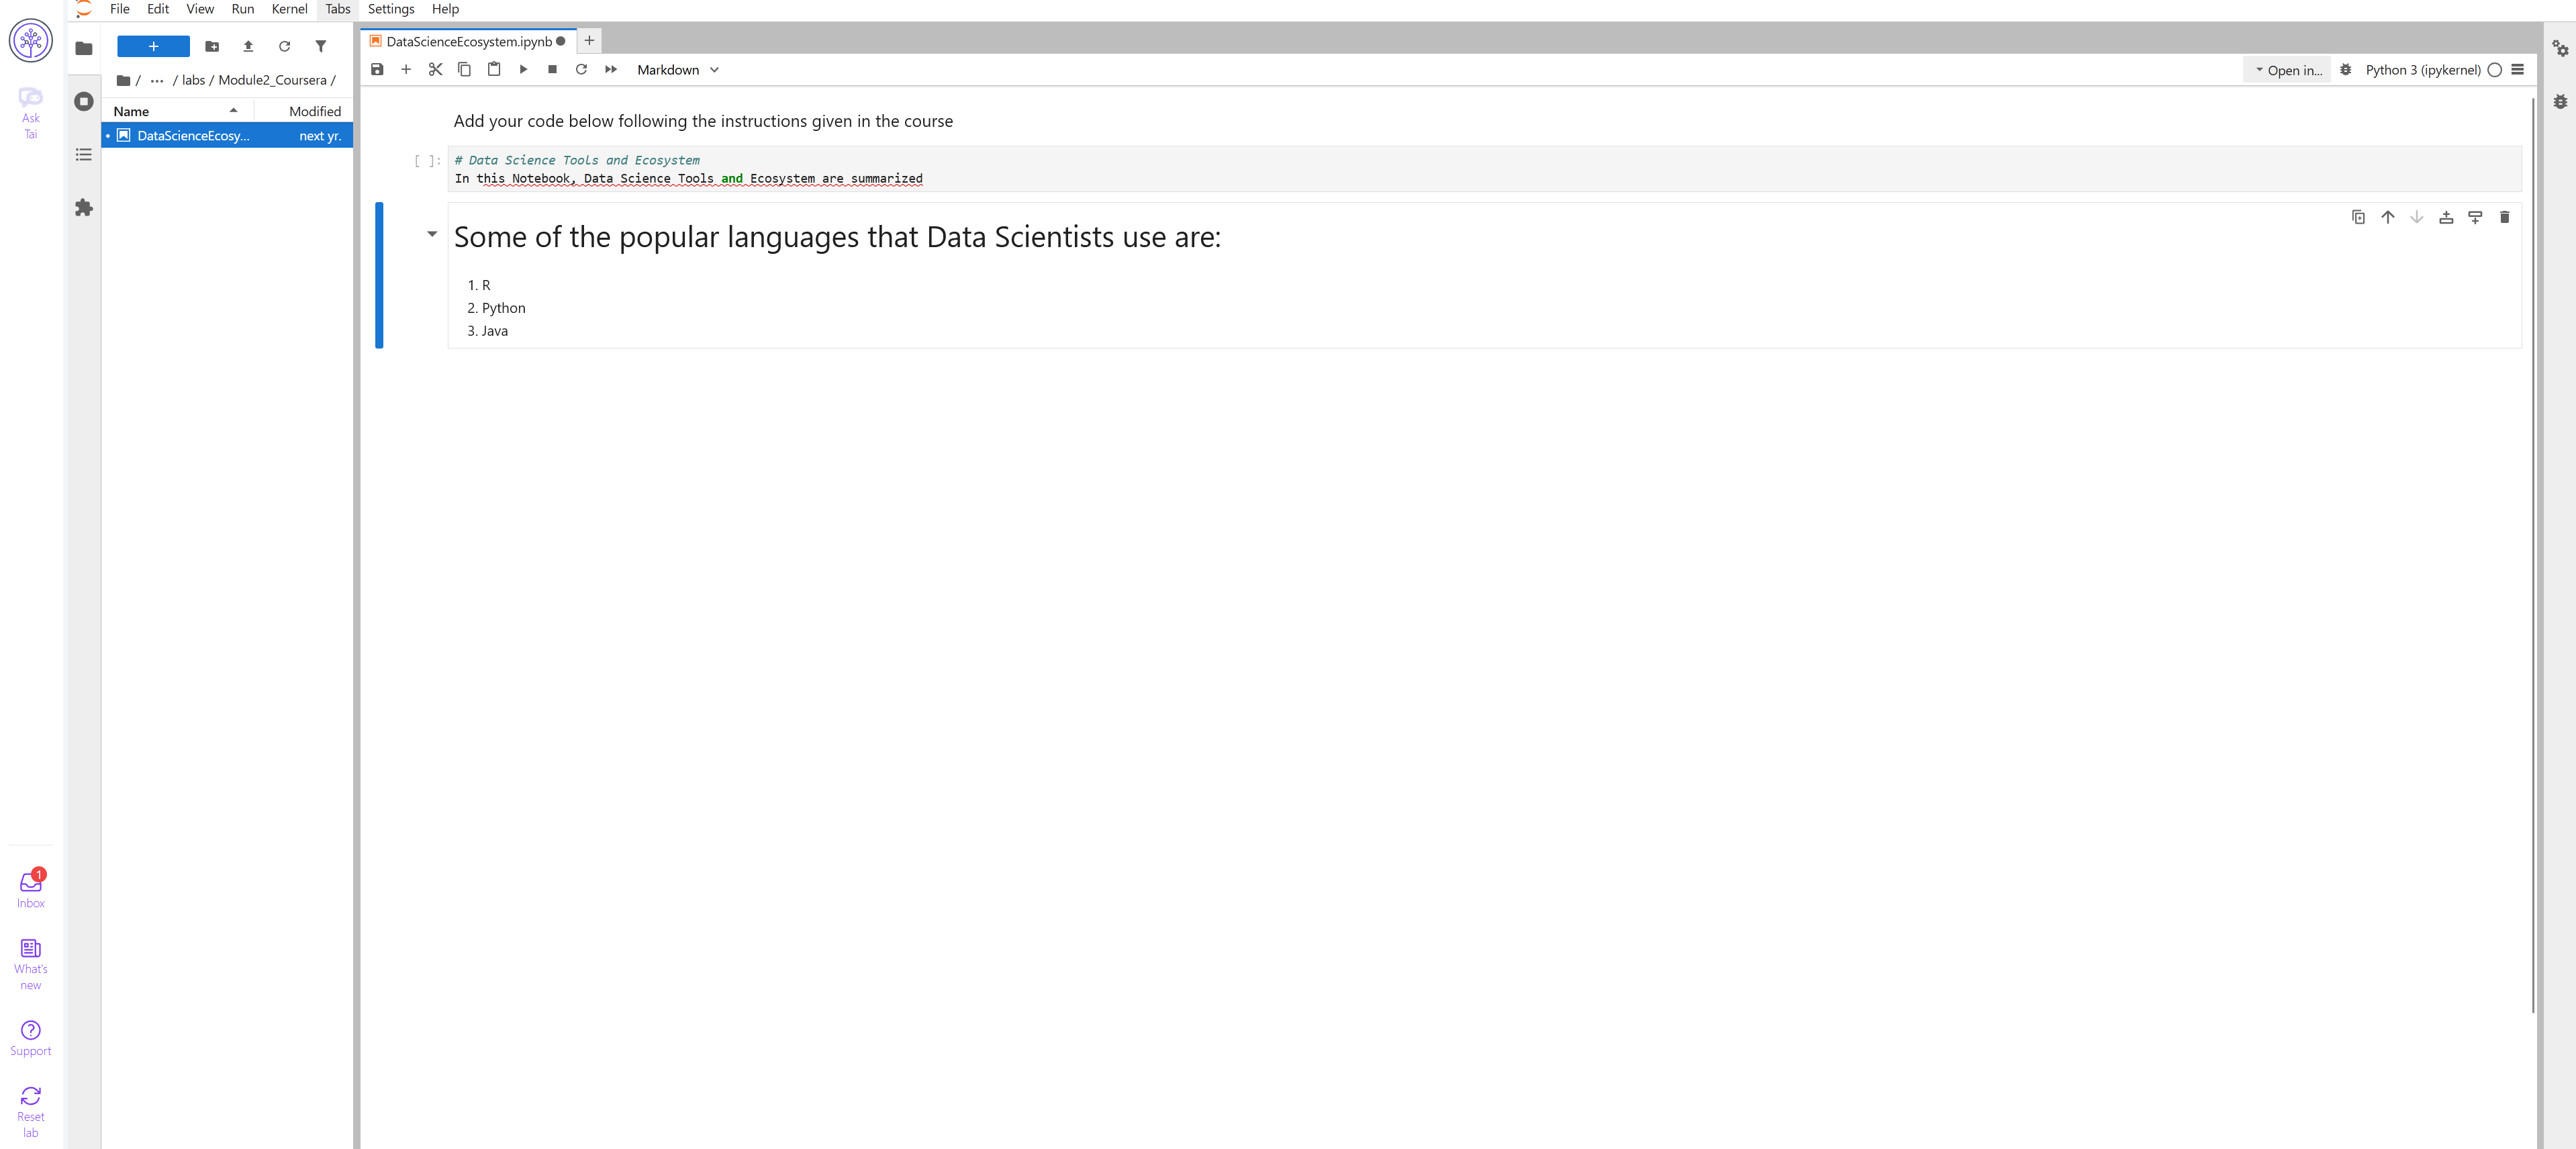 File Edit View Run Kernel Tabs Settings Help
Ask
Tai
/ ... / labs / Module2_Coursera /
Name Modified
DataScienceEcosy... next yr.
DataScienceEcosystem.ipynb
Markdown
Open in... Python 3 (ipykernel)
Add your code below following the instructions given in the course
[ ]: # Data Science Tools and Ecosystem
In this Notebook, Data Science Tools and Ecosystem are summarized
Some of the popular languages that Data Scientists use are:
1. R
2. Python
3. Java
1
Inbox
What's
new
Support
Reset
lab